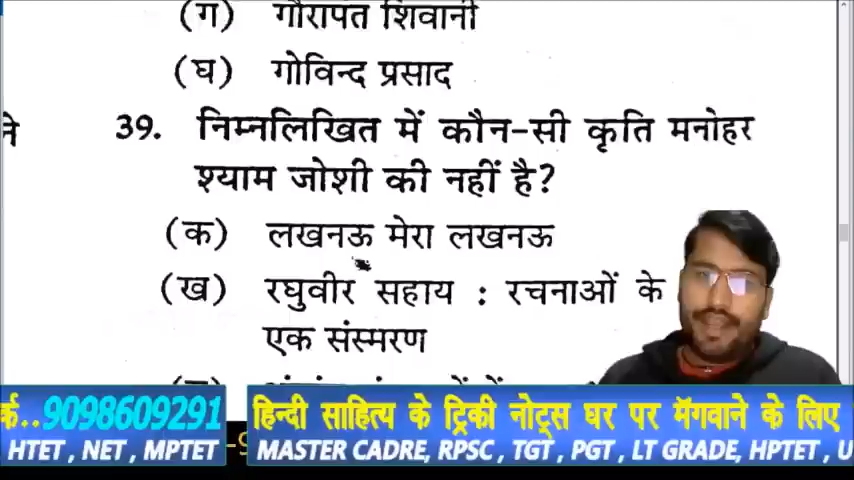 (ग) गौरापंत शिवानी
(घ) गोविन्द प्रसाद
39. निम्नलिखित में कौन-सी कृति मनोहर
श्याम जोशी की नहीं है?
(क) लखनऊ मेरा लखनऊ
(ख) रघुवीर सहाय : रचनाओं के
एक संस्मरण
र्क..9098609291
HTET , NET , MPTET
हिन्दी साहित्य के ट्रिकी नोट्स घर पर मॅगवाने के लिए
MASTER CADRE, RPSC , TGT , PGT , LT GRADE, HPTET , U